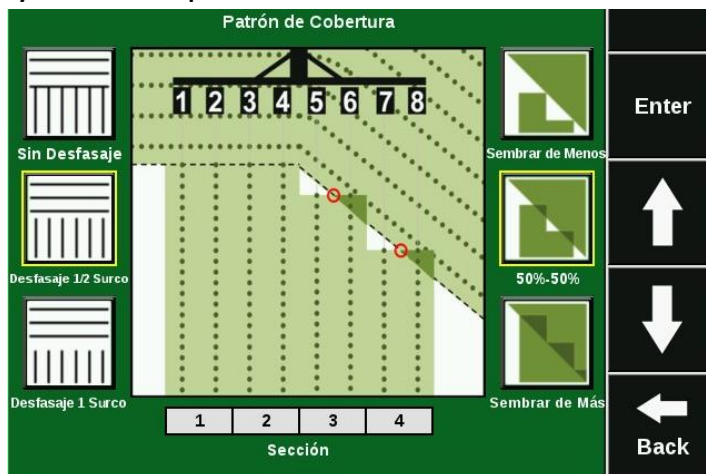 Patrón de Cobertura
1 2 3 4 5 6 7 8
Sin Desfasaje
Desfasaje 1/2 Surco
Desfasaje 1 Surco
Sembrar de Menos
50%-50%
Sembrar de Más
1 2 3 4
Sección
Enter
Back